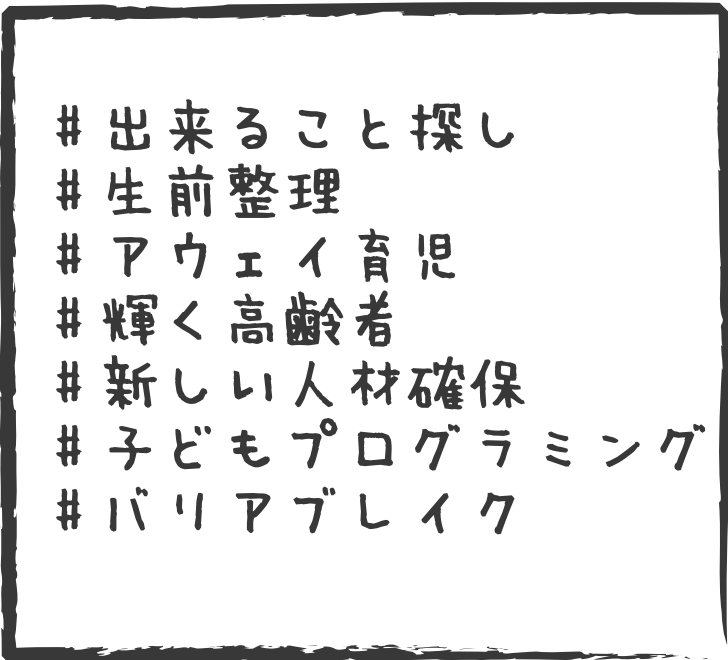 # 出来ること探し
# 生前整理
# アウェイ育児
# 輝く高齢者
# 新しい人材確保
# 子どもプログラミング
# バリアブレイク